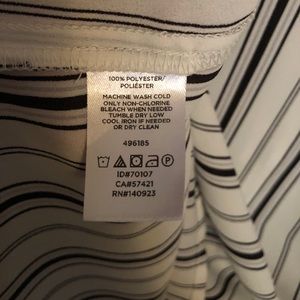 100% POLYESTER/
POLIÉSTER
MACHINE WASH COLD
ONLY NON-CHLORINE
BLEACH WHEN NEEDED
TUMBLE DRY LOW
COOL IRON IF NEEDED
OR DRY CLEAN
496185
ID#70107
CA#57421
RN#140923